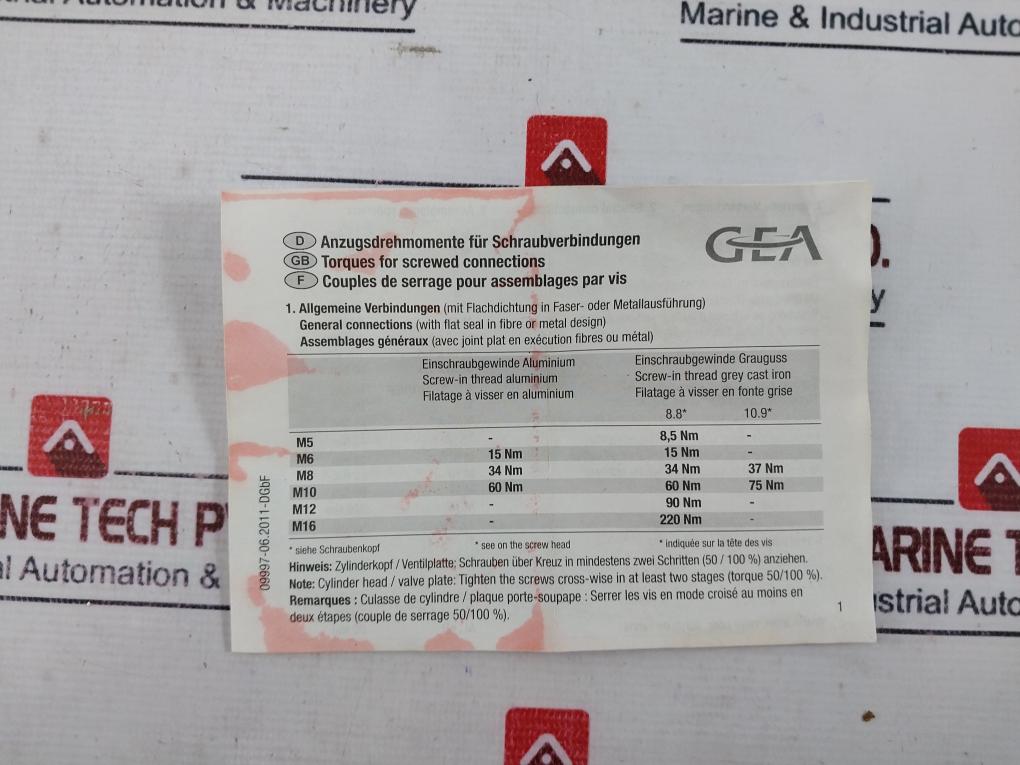 trial Automation & Machinery
Marine & Industrial Auto
D Anzugsdrehmomente für Schraubverbindungen
GB Torques for screwed connections
F Couples de serrage pour assemblages par vis
GEA
1. Allgemeine Verbindungen (mit Flachdichtung in Faser- oder Metallausführung)
General connections (with flat seal in fibre or metal design)
Assemblages généraux (avec joint plat en exécution fibres ou métal)
Einschraubgewinde Aluminium Einschraubgewinde Grauguss
Screw-in thread aluminium Screw-in thread grey cast iron
Filatage à visser en aluminium Filatage à visser en fonte grise
8.8* 10.9*
M5 - 8,5 Nm -
M6 15 Nm 15 Nm -
M8 34 Nm 34 Nm 37 Nm
M10 60 Nm 60 Nm 75 Nm
M12 - 90 Nm -
M16 - 220 Nm -
* siehe Schraubenkopf * see on the screw head * indiquée sur la tête des vis
Hinweis: Zylinderkopf / Ventilplatte: Schrauben über Kreuz in mindestens zwei Schritten (50 / 100 %) anziehen.
Note: Cylinder head / valve plate: Tighten the screws cross-wise in at least two stages (torque 50/100 %).
Remarques : Culasse de cylindre / plaque porte-soupape : Serrer les vis en mode croisé au moins en
deux étapes (couple de serrage 50/100 %).
1
09997-06.2011-DGbF
D.
y
INE TECH P
al Automation &
ARINE T
strial Auto